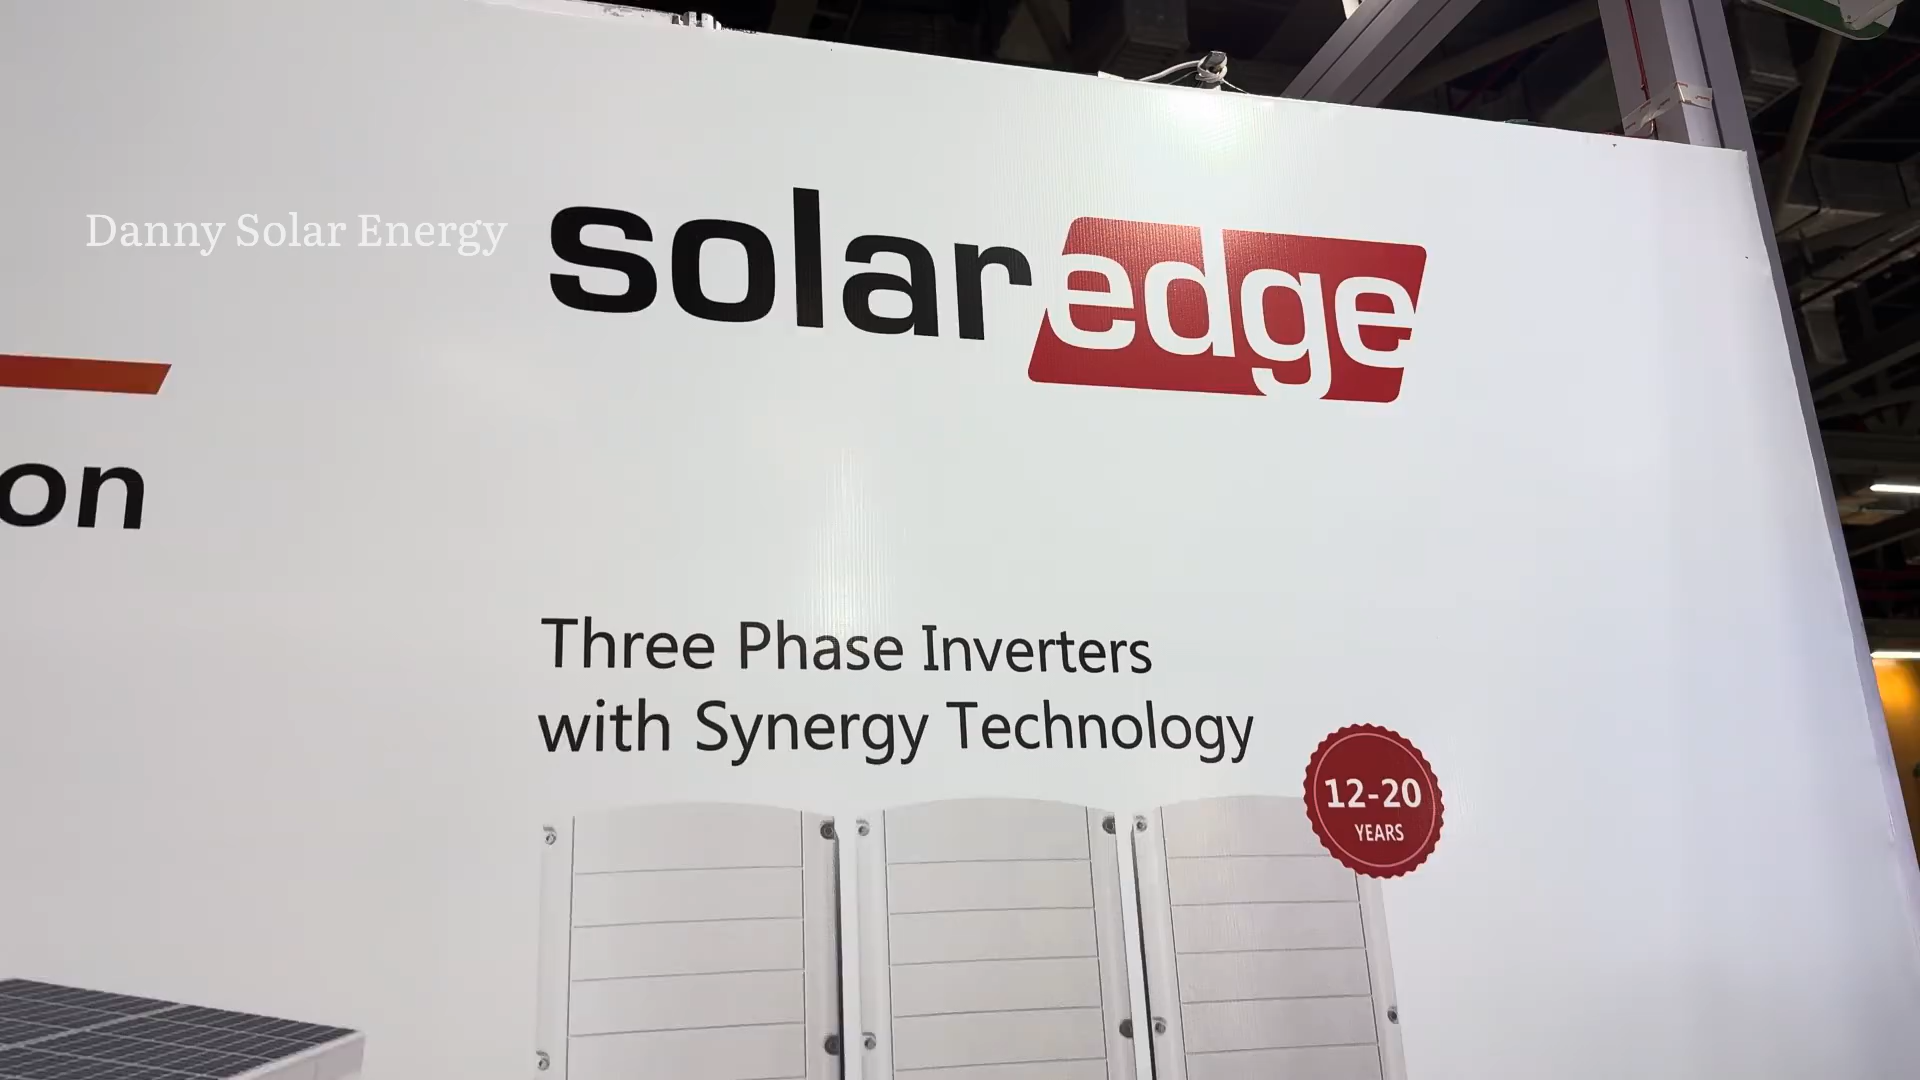 Danny Solar Energy
solaredge
on
Three Phase Inverters
with Synergy Technology
12-20
YEARS